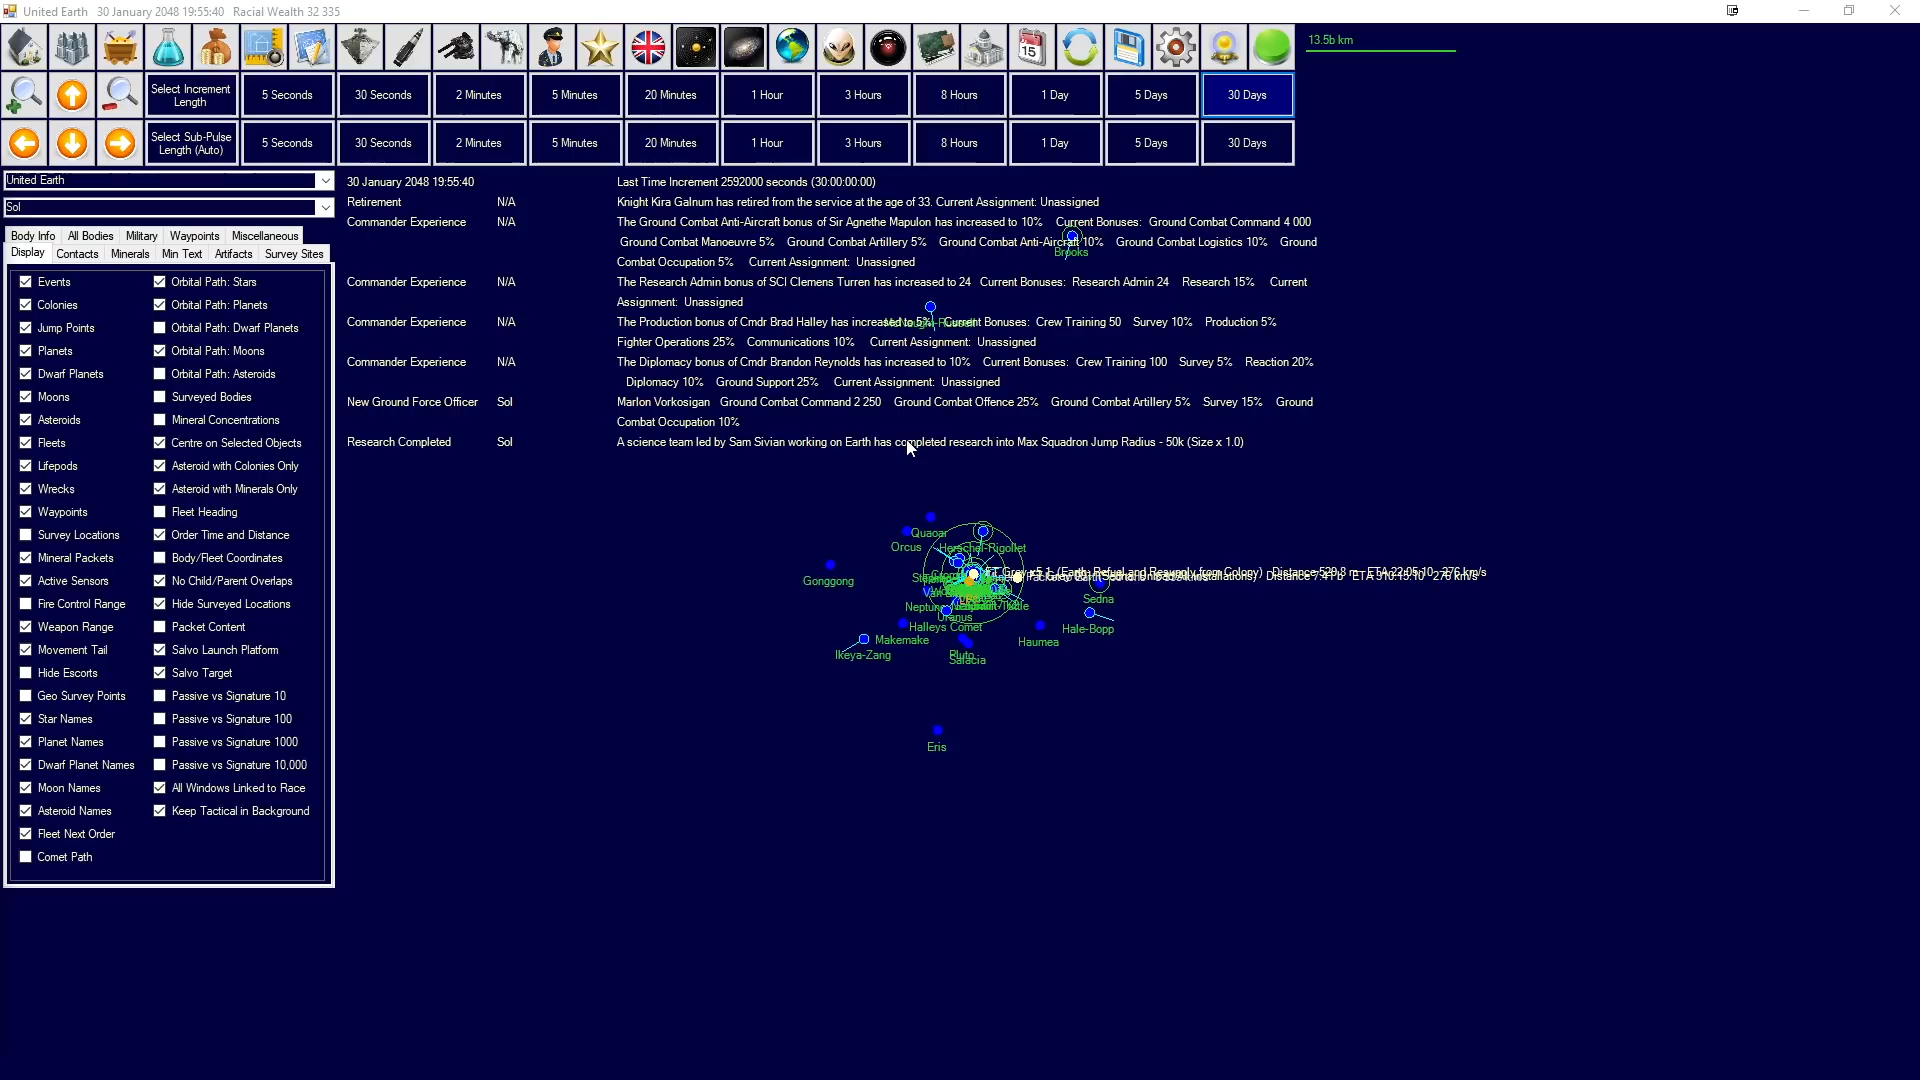 United Earth   30 January 2048 19:55:40   Racial Wealth 32 335
13.5b km
15
Select Increment Length
5 Seconds
30 Seconds
2 Minutes
5 Minutes
20 Minutes
1 Hour
3 Hours
8 Hours
1 Day
5 Days
30 Days
Select Sub-Pulse Length (Auto)
5 Seconds
30 Seconds
2 Minutes
5 Minutes
20 Minutes
1 Hour
3 Hours
8 Hours
1 Day
5 Days
30 Days
United Earth
Sol
Body Info   All Bodies   Military   Waypoints   Miscellaneous
Display   Contacts   Minerals   Min Text   Artifacts   Survey Sites
Events   Orbital Path: Stars
Colonies   Orbital Path: Planets
Jump Points   Orbital Path: Dwarf Planets
Planets   Orbital Path: Moons
Dwarf Planets   Orbital Path: Asteroids
Moons   Surveyed Bodies
Asteroids   Mineral Concentrations
Fleets   Centre on Selected Objects
Lifepods   Asteroid with Colonies Only
Wrecks   Asteroid with Minerals Only
Waypoints   Fleet Heading
Survey Locations   Order Time and Distance
Mineral Packets   Body/Fleet Coordinates
Active Sensors   No Child/Parent Overlaps
Fire Control Range   Hide Surveyed Locations
Weapon Range   Packet Content
Movement Tail   Salvo Launch Platform
Hide Escorts   Salvo Target
Geo Survey Points   Passive vs Signature 10
Star Names   Passive vs Signature 100
Planet Names   Passive vs Signature 1000
Dwarf Planet Names   Passive vs Signature 10,000
Moon Names   All Windows Linked to Race
Asteroid Names   Keep Tactical in Background
Fleet Next Order
Comet Path
30 January 2048 19:55:40   Last Time Increment 2592000 seconds (30:00:00:00)
Retirement   N/A   Knight Kira Galnum has retired from the service at the age of 33. Current Assignment: Unassigned
Commander Experience   N/A   The Ground Combat Anti-Aircraft bonus of Sir Agnethe Mapulon has increased to 10%   Current Bonuses:   Ground Combat Command 4 000
Ground Combat Manoeuvre 5%   Ground Combat Artillery 5%   Ground Combat Anti-Aircraft 10%   Ground Combat Logistics 10%   Ground
Brooks
Combat Occupation 5%   Current Assignment:   Unassigned
Commander Experience   N/A   The Research Admin bonus of SCI Clemens Turren has increased to 24   Current Bonuses:   Research Admin 24   Research 15%   Current
Assignment:   Unassigned
Commander Experience   N/A   The Production bonus of Cmdr Brad Halley has increased to 5%   Current Bonuses:   Crew Training 50   Survey 10%   Production 5%
Fighter Operations 25%   Communications 10%   Current Assignment:   Unassigned
Commander Experience   N/A   The Diplomacy bonus of Cmdr Brandon Reynolds has increased to 10%   Current Bonuses:   Crew Training 100   Survey 5%   Reaction 20%
Diplomacy 10%   Ground Support 25%   Current Assignment:   Unassigned
New Ground Force Officer   Sol   Marlon Vorkosigan   Ground Combat Command 2 250   Ground Combat Offence 25%   Ground Combat Artillery 5%   Survey 15%   Ground
Combat Occupation 10%
Research Completed   Sol   A science team led by Sam Sivian working on Earth has completed research into Max Squadron Jump Radius - 50k (Size x 1.0)
Quaoar
Orcus
Herschel-Rigollet
(Earth: Refuel and Resupply from Colony)   Distance 529.8 m   ETA 22:05:10   276 km/s
Gonggong
Sedna
Uranus
Halleys Comet
Hale-Bopp
Makemake
Haumea
Ikeya-Zang
Pluto
Salacia
Eris